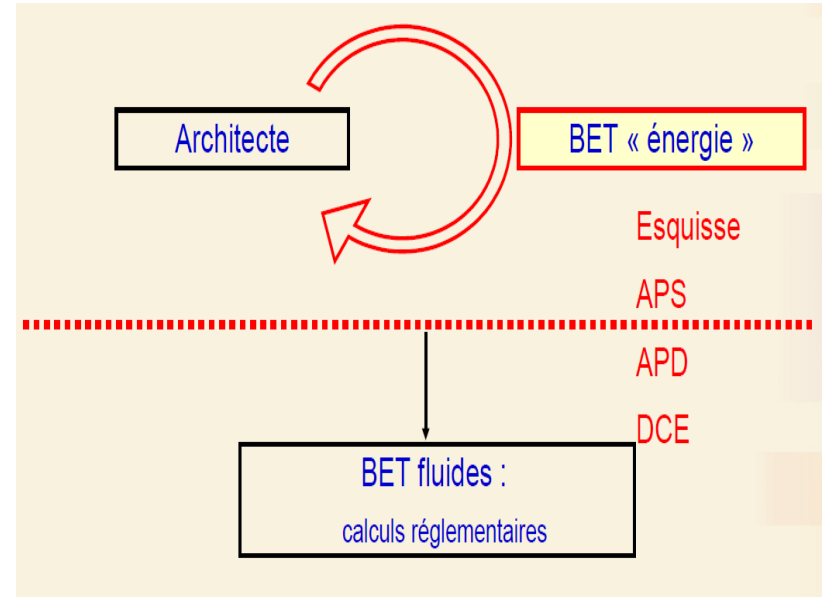 Architecte
BET « énergie »
Esquisse
APS
APD
DCE
BET fluides :
calculs réglementaires